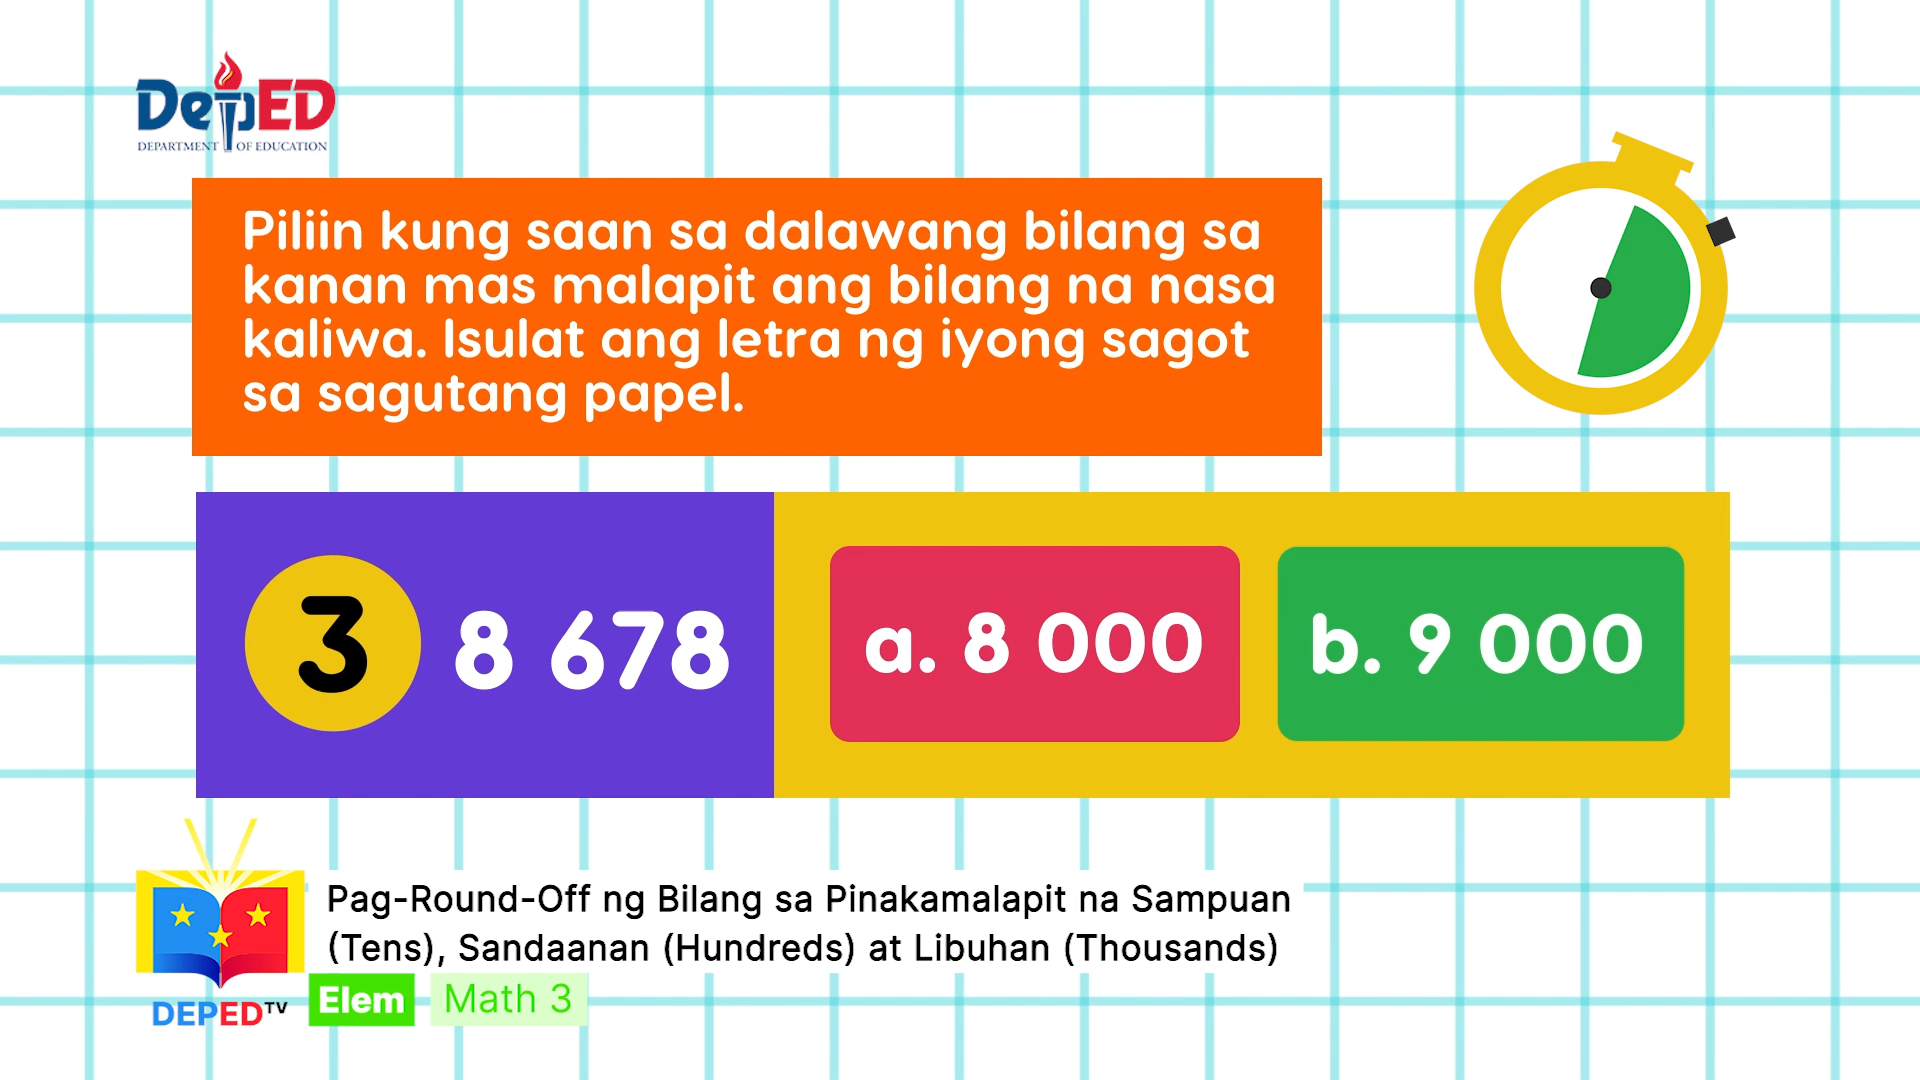 DepED
DEPARTMENT OF EDUCATION
Piliin kung saan sa dalawang bilang sa
kanan mas malapit ang bilang na nasa
kaliwa. Isulat ang letra ng iyong sagot
sa sagutang papel.
3 8 678 a. 8 000 b. 9 000
Pag-Round-Off ng Bilang sa Pinakamalapit na Sampuan
(Tens), Sandaanan (Hundreds) at Libuhan (Thousands)
DEPED TV Elem Math 3